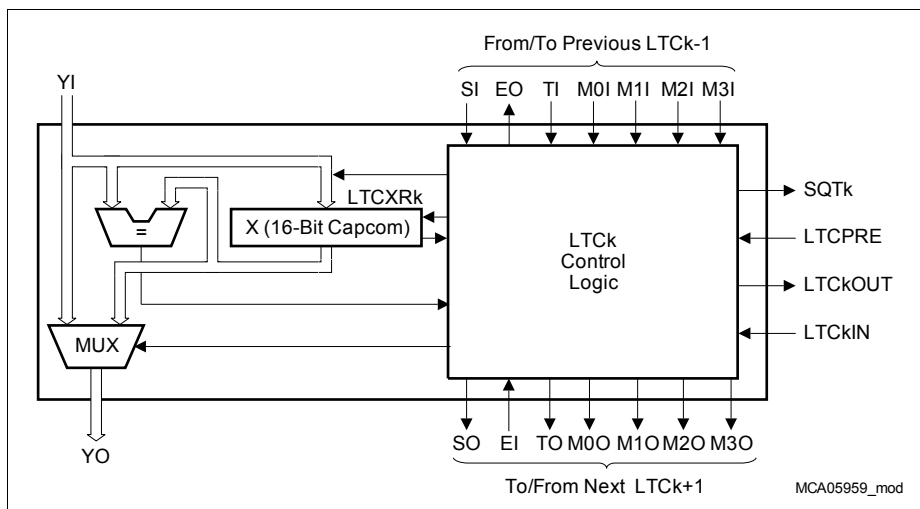 From/To Previous LTCk-1
YI
SI EO TI M0I M1I M2I M3I
LTCXRk
SQTk
=
X (16-Bit Capcom)
LTCk
Control
Logic
LTCPRE
LTCkOUT
LTCkIN
MUX
YO
SO EI TO M0O M1O M2O M3O
To/From Next LTCk+1
MCA05959_mod